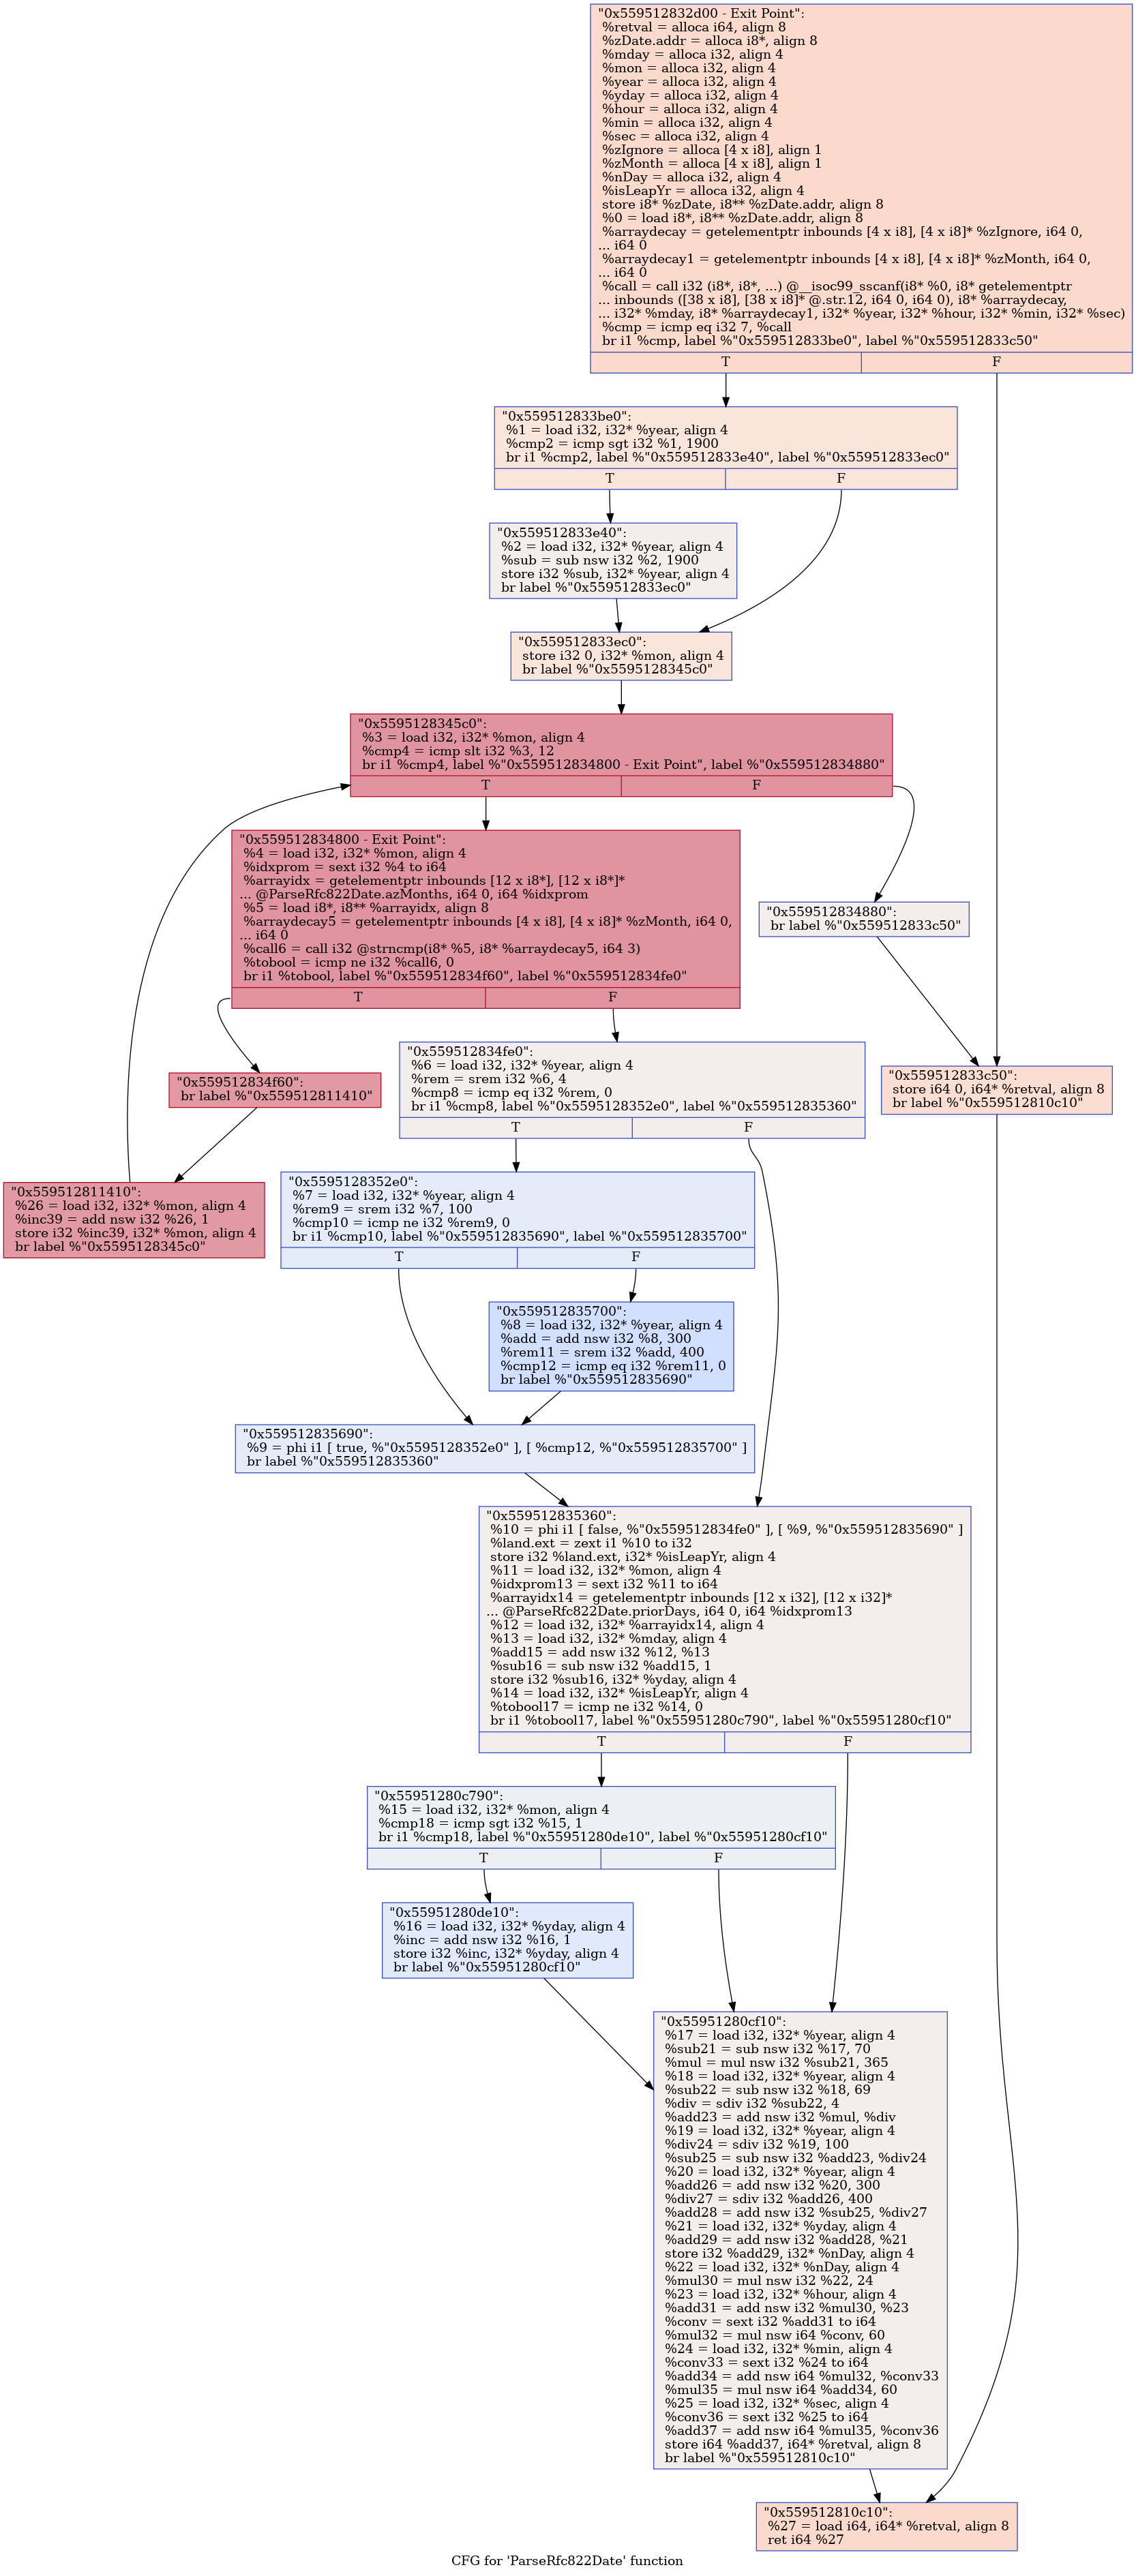 "0x559512832d00 - Exit Point":
%retval = alloca i64, align 8
%zDate.addr = alloca i8*, align 8
%mday = alloca i32, align 4
%mon = alloca i32, align 4
%year = alloca i32, align 4
%yday = alloca i32, align 4
%hour = alloca i32, align 4
%min = alloca i32, align 4
%sec = alloca i32, align 4
%zIgnore = alloca [4 x i8], align 1
%zMonth = alloca [4 x i8], align 1
%nDay = alloca i32, align 4
%isLeapYr = alloca i32, align 4
store i8* %zDate, i8** %zDate.addr, align 8
%0 = load i8*, i8** %zDate.addr, align 8
%arraydecay = getelementptr inbounds [4 x i8], [4 x i8]* %zIgnore, i64 0,
... i64 0
%arraydecay1 = getelementptr inbounds [4 x i8], [4 x i8]* %zMonth, i64 0,
... i64 0
%call = call i32 (i8*, i8*, ...) @__isoc99_sscanf(i8* %0, i8* getelementptr
... inbounds ([38 x i8], [38 x i8]* @.str.12, i64 0, i64 0), i8* %arraydecay,
... i32* %mday, i8* %arraydecay1, i32* %year, i32* %hour, i32* %min, i32* %sec)
%cmp = icmp eq i32 7, %call
br i1 %cmp, label %"0x559512833be0", label %"0x559512833c50"
T F
"0x559512833be0":
%1 = load i32, i32* %year, align 4
%cmp2 = icmp sgt i32 %1, 1900
br i1 %cmp2, label %"0x559512833e40", label %"0x559512833ec0"
T F
"0x559512833e40":
%2 = load i32, i32* %year, align 4
%sub = sub nsw i32 %2, 1900
store i32 %sub, i32* %year, align 4
br label %"0x559512833ec0"
"0x559512833ec0":
store i32 0, i32* %mon, align 4
br label %"0x5595128345c0"
"0x5595128345c0":
%3 = load i32, i32* %mon, align 4
%cmp4 = icmp slt i32 %3, 12
br i1 %cmp4, label %"0x559512834800 - Exit Point", label %"0x559512834880"
T F
"0x559512834800 - Exit Point":
%4 = load i32, i32* %mon, align 4
%idxprom = sext i32 %4 to i64
%arrayidx = getelementptr inbounds [12 x i8*], [12 x i8*]*
... @ParseRfc822Date.azMonths, i64 0, i64 %idxprom
%5 = load i8*, i8** %arrayidx, align 8
%arraydecay5 = getelementptr inbounds [4 x i8], [4 x i8]* %zMonth, i64 0,
... i64 0
%call6 = call i32 @strncmp(i8* %5, i8* %arraydecay5, i64 3)
%tobool = icmp ne i32 %call6, 0
br i1 %tobool, label %"0x559512834f60", label %"0x559512834fe0"
T F
"0x559512834880":
br label %"0x559512833c50"
"0x559512834fe0":
%6 = load i32, i32* %year, align 4
%rem = srem i32 %6, 4
%cmp8 = icmp eq i32 %rem, 0
br i1 %cmp8, label %"0x5595128352e0", label %"0x559512835360"
T F
"0x559512833c50":
store i64 0, i64* %retval, align 8
br label %"0x559512810c10"
"0x559512834f60":
br label %"0x559512811410"
"0x559512811410":
%26 = load i32, i32* %mon, align 4
%inc39 = add nsw i32 %26, 1
store i32 %inc39, i32* %mon, align 4
br label %"0x5595128345c0"
"0x5595128352e0":
%7 = load i32, i32* %year, align 4
%rem9 = srem i32 %7, 100
%cmp10 = icmp ne i32 %rem9, 0
br i1 %cmp10, label %"0x559512835690", label %"0x559512835700"
T F
"0x559512835700":
%8 = load i32, i32* %year, align 4
%add = add nsw i32 %8, 300
%rem11 = srem i32 %add, 400
%cmp12 = icmp eq i32 %rem11, 0
br label %"0x559512835690"
"0x559512835690":
%9 = phi i1 [ true, %"0x5595128352e0" ], [ %cmp12, %"0x559512835700" ]
br label %"0x559512835360"
"0x559512835360":
%10 = phi i1 [ false, %"0x559512834fe0" ], [ %9, %"0x559512835690" ]
%land.ext = zext i1 %10 to i32
store i32 %land.ext, i32* %isLeapYr, align 4
%11 = load i32, i32* %mon, align 4
%idxprom13 = sext i32 %11 to i64
%arrayidx14 = getelementptr inbounds [12 x i32], [12 x i32]*
... @ParseRfc822Date.priorDays, i64 0, i64 %idxprom13
%12 = load i32, i32* %arrayidx14, align 4
%13 = load i32, i32* %mday, align 4
%add15 = add nsw i32 %12, %13
%sub16 = sub nsw i32 %add15, 1
store i32 %sub16, i32* %yday, align 4
%14 = load i32, i32* %isLeapYr, align 4
%tobool17 = icmp ne i32 %14, 0
br i1 %tobool17, label %"0x55951280c790", label %"0x55951280cf10"
T F
"0x55951280c790":
%15 = load i32, i32* %mon, align 4
%cmp18 = icmp sgt i32 %15, 1
br i1 %cmp18, label %"0x55951280de10", label %"0x55951280cf10"
T F
"0x55951280de10":
%16 = load i32, i32* %yday, align 4
%inc = add nsw i32 %16, 1
store i32 %inc, i32* %yday, align 4
br label %"0x55951280cf10"
"0x55951280cf10":
%17 = load i32, i32* %year, align 4
%sub21 = sub nsw i32 %17, 70
%mul = mul nsw i32 %sub21, 365
%18 = load i32, i32* %year, align 4
%sub22 = sub nsw i32 %18, 69
%div = sdiv i32 %sub22, 4
%add23 = add nsw i32 %mul, %div
%19 = load i32, i32* %year, align 4
%div24 = sdiv i32 %19, 100
%sub25 = sub nsw i32 %add23, %div24
%20 = load i32, i32* %year, align 4
%add26 = add nsw i32 %20, 300
%div27 = sdiv i32 %add26, 400
%add28 = add nsw i32 %sub25, %div27
%21 = load i32, i32* %yday, align 4
%add29 = add nsw i32 %add28, %21
store i32 %add29, i32* %nDay, align 4
%22 = load i32, i32* %nDay, align 4
%mul30 = mul nsw i32 %22, 24
%23 = load i32, i32* %hour, align 4
%add31 = add nsw i32 %mul30, %23
%conv = sext i32 %add31 to i64
%mul32 = mul nsw i64 %conv, 60
%24 = load i32, i32* %min, align 4
%conv33 = sext i32 %24 to i64
%add34 = add nsw i64 %mul32, %conv33
%mul35 = mul nsw i64 %add34, 60
%25 = load i32, i32* %sec, align 4
%conv36 = sext i32 %25 to i64
%add37 = add nsw i64 %mul35, %conv36
store i64 %add37, i64* %retval, align 8
br label %"0x559512810c10"
"0x559512810c10":
%27 = load i64, i64* %retval, align 8
ret i64 %27
CFG for 'ParseRfc822Date' function